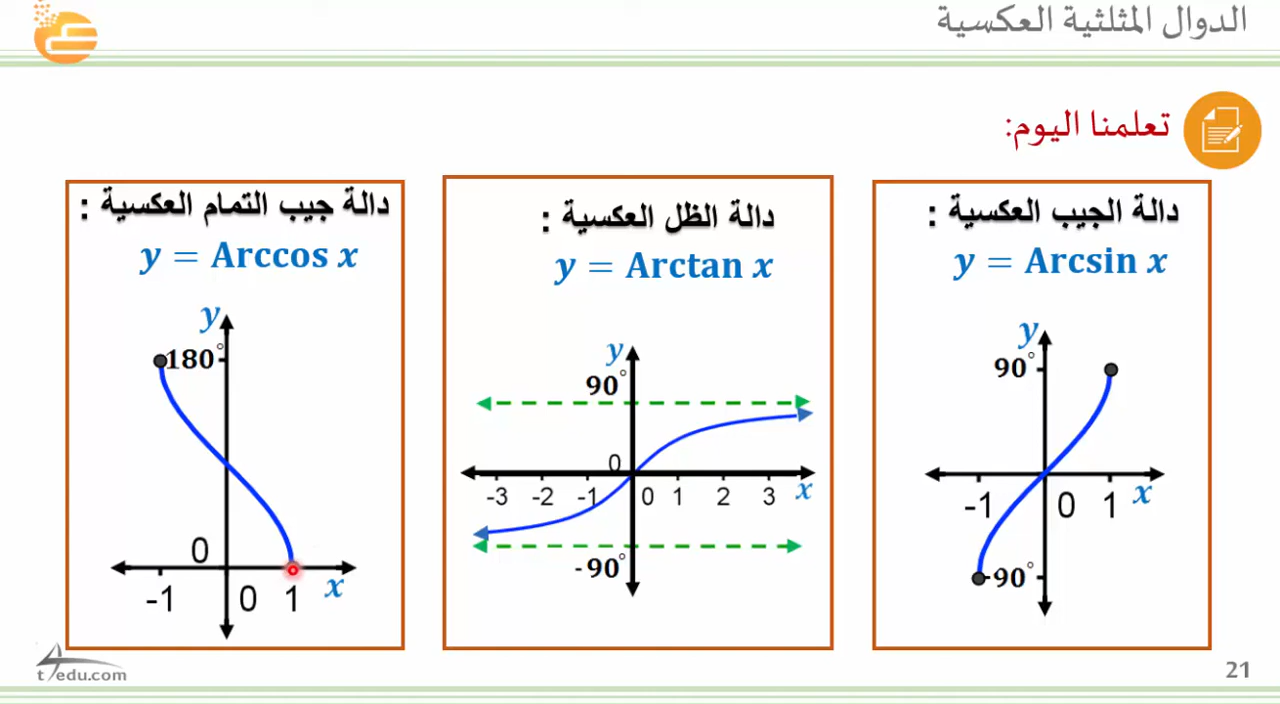 الدوال المثلثية العكسية
تعلمنا اليوم:
دالة الجيب العكسية :
y = Arcsin x
y
90°
-1 0 1 x
-90°
دالة الظل العكسية :
y = Arctan x
y
90°
0
-3 -2 -1 0 1 2 3 x
-90°
دالة جيب التمام العكسية :
y = Arccos x
y
180°
0
-1 0 1 x
t4edu.com
21